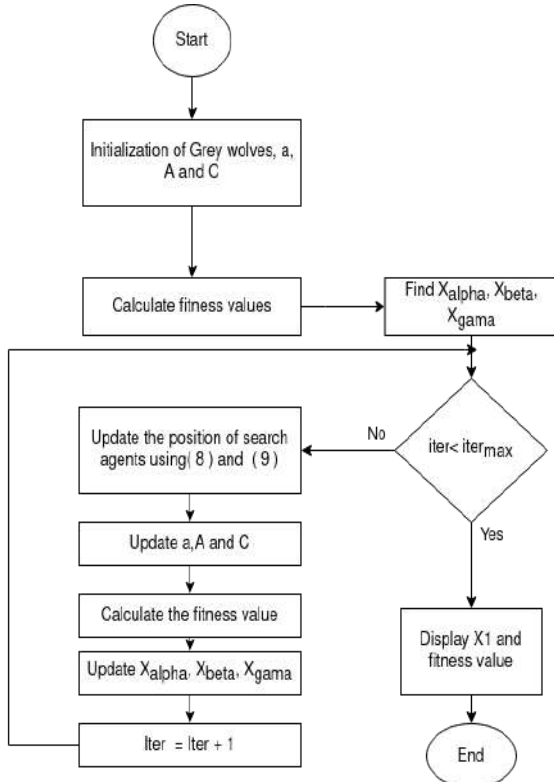 Start
Initialization of Grey wolves, a,
A and C
Calculate fitness values
Find Xalpha, Xbeta,
Xgama
iter< itermax
No
Yes
Update the position of search
agents using( 8 ) and ( 9 )
Update a,A and C
Calculate the fitness value
Update Xalpha, Xbeta, Xgama
Iter = Iter + 1
Display X1 and
fitness value
End